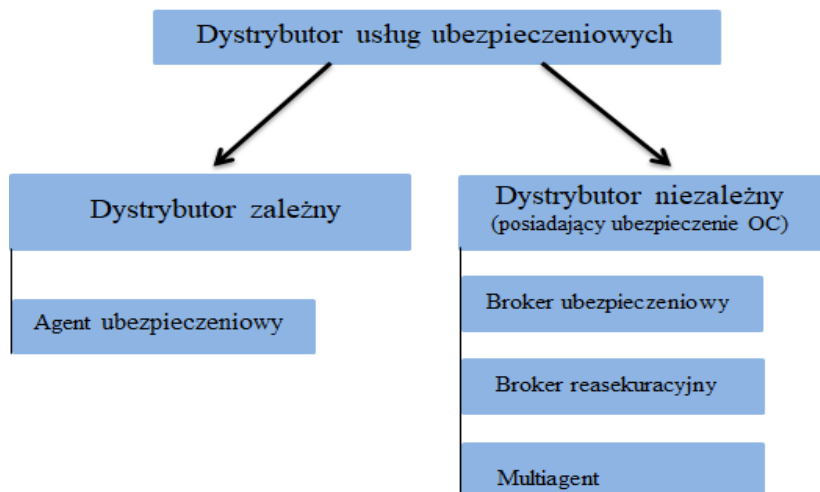 Dystrybutor usług ubezpieczeniowych
Dystrybutor zależny
Agent ubezpieczeniowy
Dystrybutor niezależny
(posiadający ubezpieczenie OC)
Broker ubezpieczeniowy
Broker reasekuracyjny
Multiagent